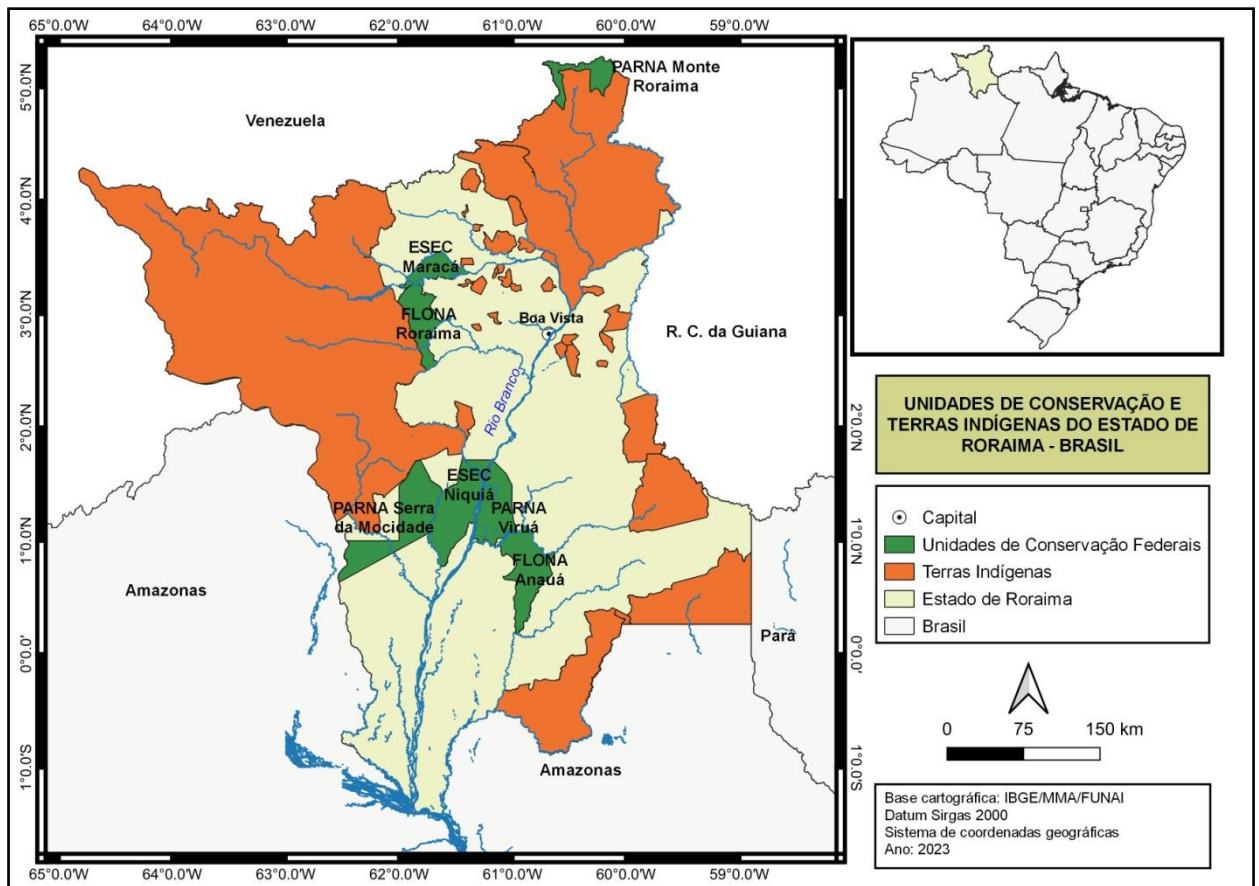 65°0.0'W 64°0.0'W 63°0.0'W 62°0.0'W 61°0.0'W 60°0.0'W 59°0.0'W
5°0.0'N
4°0.0'N
3°0.0'N
2°0.0'N
1°0.0'N
0°0.0'
1°0.0'S
PARNA Monte
Roraima
Venezuela
ESEC
Maracá
FLONA
Roraima
Boa Vista
R. C. da Guiana
Rio Branco
ESEC
Niquiá
PARNA Serra
da Mocidade
PARNA
Viruá
FLONA
Anauá
Amazonas
Pará
Amazonas
2°0.0'N
1°0.0'N
0°0.0'
1°0.0'S
65°0.0'W 64°0.0'W 63°0.0'W 62°0.0'W 61°0.0'W 60°0.0'W 59°0.0'W
UNIDADES DE CONSERVAÇÃO E
TERRAS INDÍGENAS DO ESTADO DE
RORAIMA - BRASIL
Capital
Unidades de Conservação Federais
Terras Indígenas
Estado de Roraima
Brasil
0 75 150 km
Base cartográfica: IBGE/MMA/FUNAI
Datum Sirgas 2000
Sistema de coordenadas geográficas
Ano: 2023